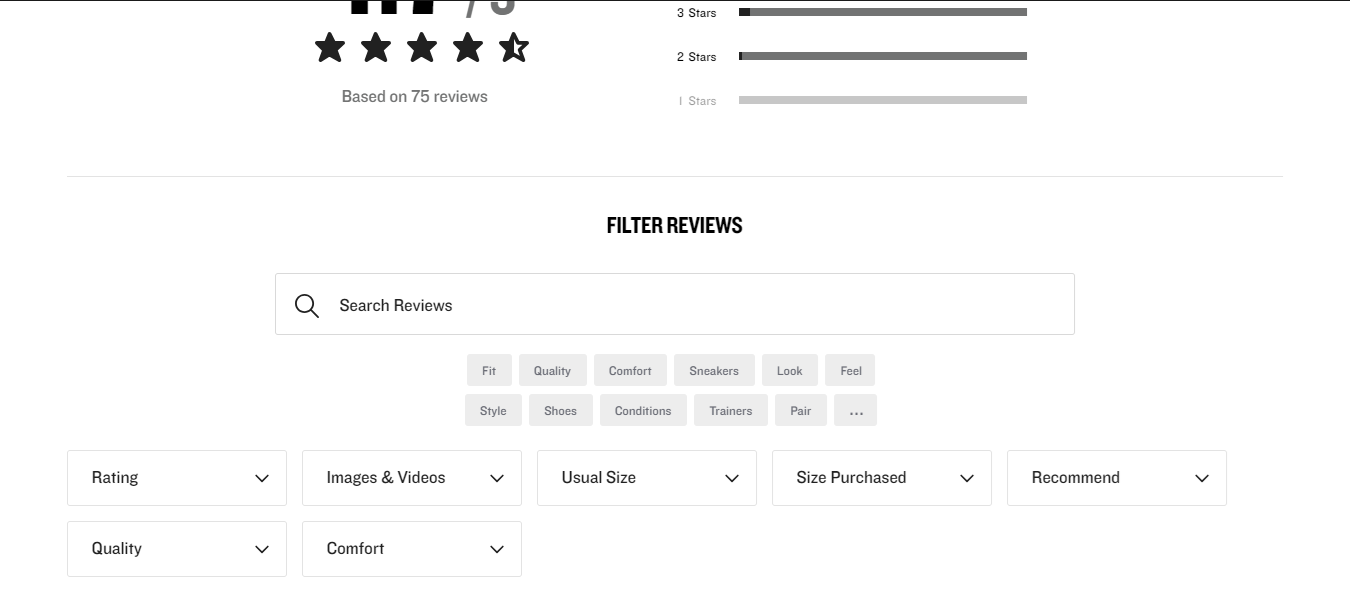 /5
3 Stars
2 Stars
Based on 75 reviews
1 Stars
FILTER REVIEWS
Search Reviews
Fit Quality Comfort Sneakers Look Feel
Style Shoes Conditions Trainers Pair ...
Rating Images & Videos Usual Size Size Purchased Recommend
Quality Comfort